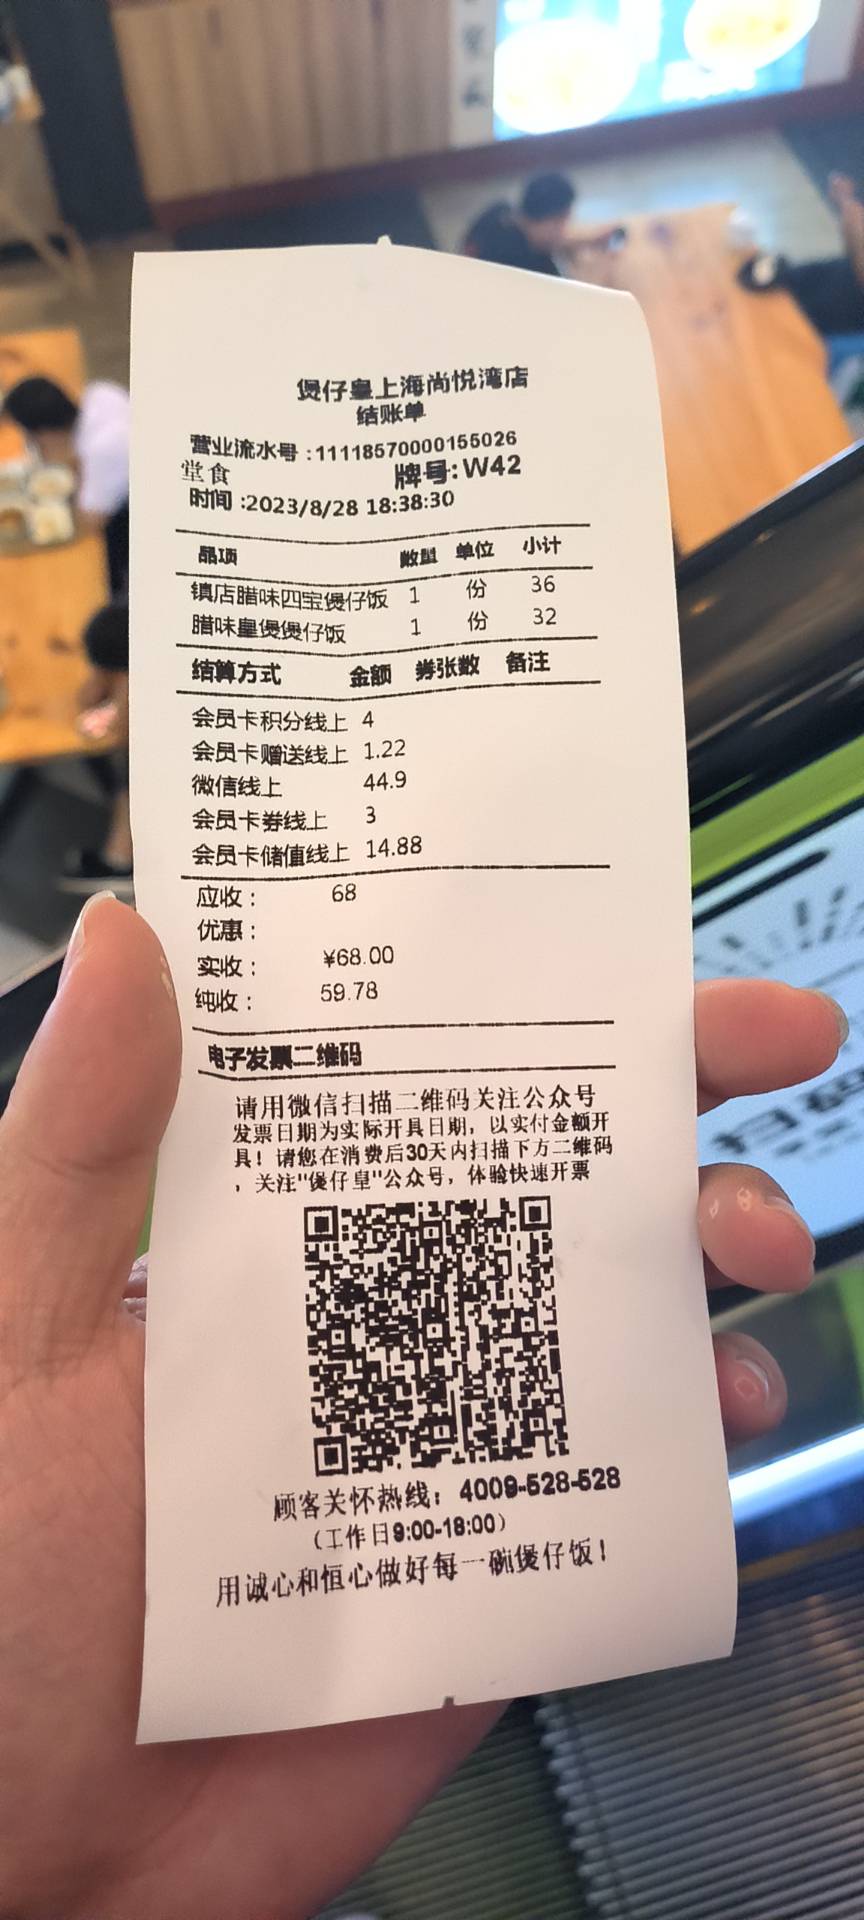 煲仔皇上海尚悦湾店
结账单
营业流水号:11118570000155026
堂食 牌号:W42
时间:2023/8/28 18:38:30
品项 数量 单位 小计
镇店腊味四宝煲仔饭 1 份 36
腊味皇煲煲仔饭 1 份 32
结算方式 金额 券张数 备注
会员卡积分线上 4
会员卡赠送线上 1.22
微信线上 44.9
会员卡券线上 3
会员卡储值线上 14.88
应收: 68
优惠:
实收: ¥68.00
纯收: 59.78
电子发票二维码
请用微信扫描二维码关注公众号
发票日期为实际开具日期，以实付金额开
具！请您在消费后30天内扫描下方二维码
，关注"煲仔皇"公众号，体验快速开票
顾客关怀热线：4009-528-528
（工作日9:00-18:00）
用诚心和恒心做好每一碗煲仔饭！
扫码